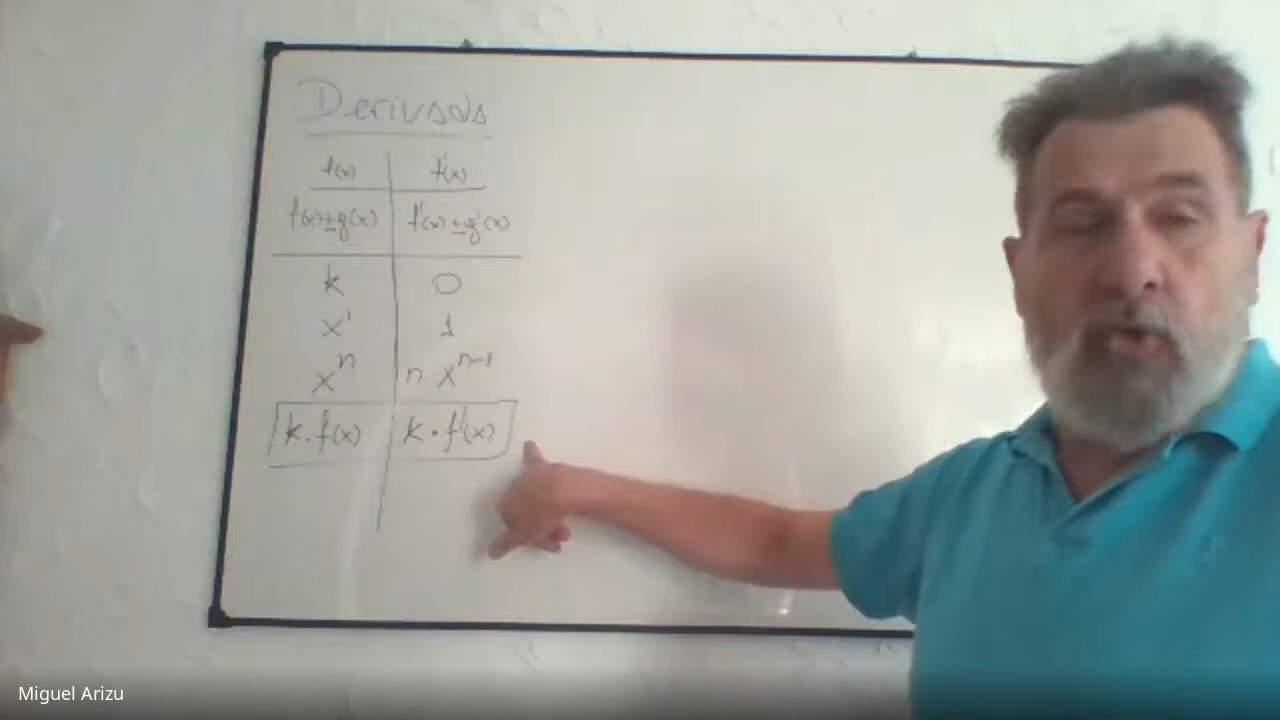 Derivada
f(x) f'(x)
f(x)±g(x) f'(x)±g'(x)
k 0
x¹ 1
xⁿ n xⁿ⁻¹
k.f(x) k·f'(x)
Miguel Arizu